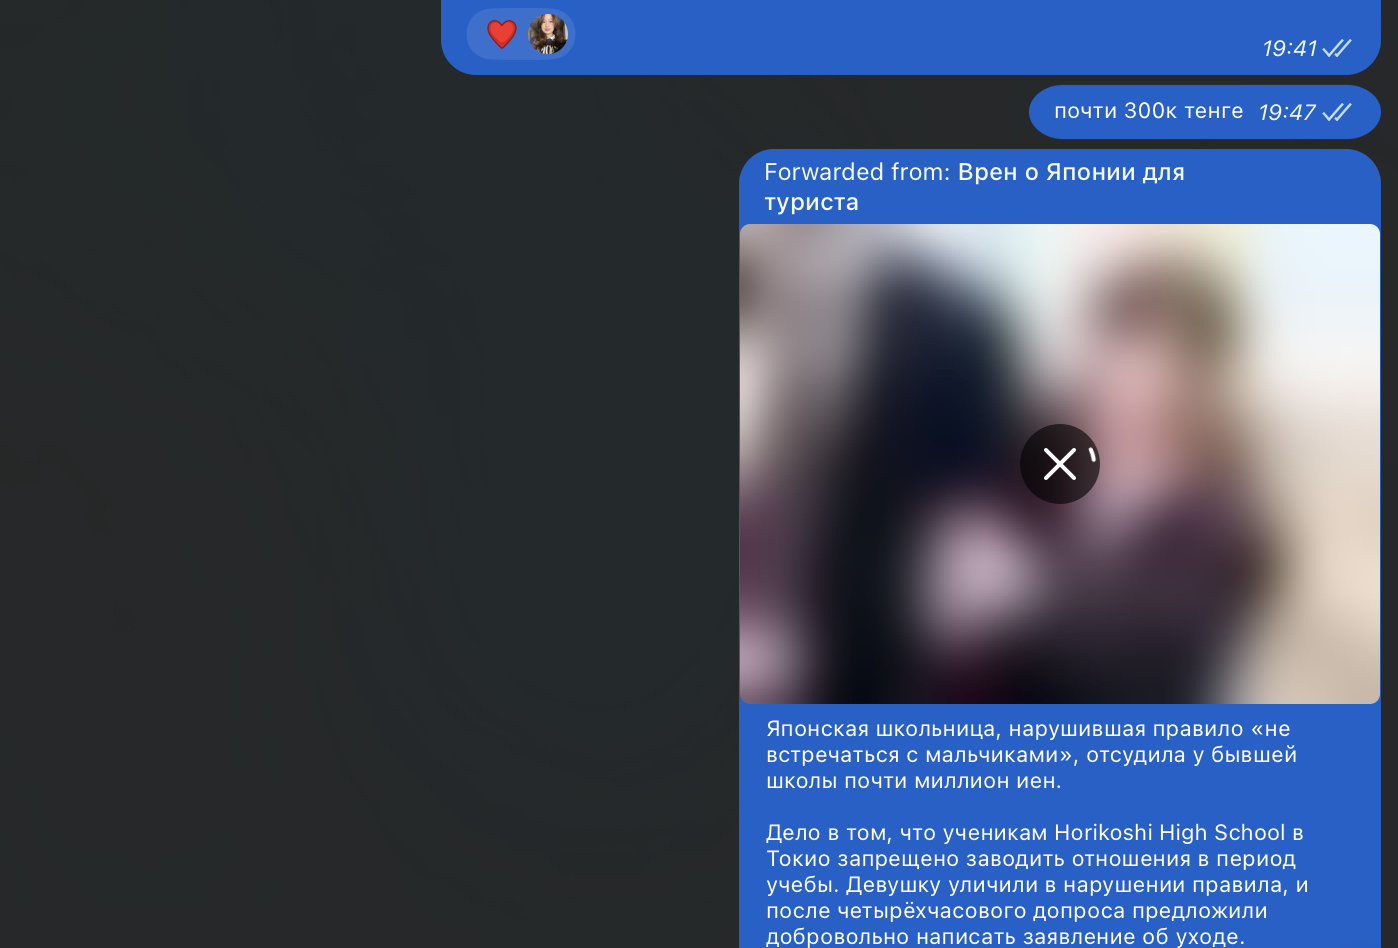 19:41
почти 300к тенге 19:47
Forwarded from: Врен о Японии для
туриста
Японская школьница, нарушившая правило «не
встречаться с мальчиками», отсудила у бывшей
школы почти миллион иен.
Дело в том, что ученикам Horikoshi High School в
Токио запрещено заводить отношения в период
учебы. Девушку уличили в нарушении правила, и
после четырёхчасового допроса предложили
добровольно написать заявление об уходе.